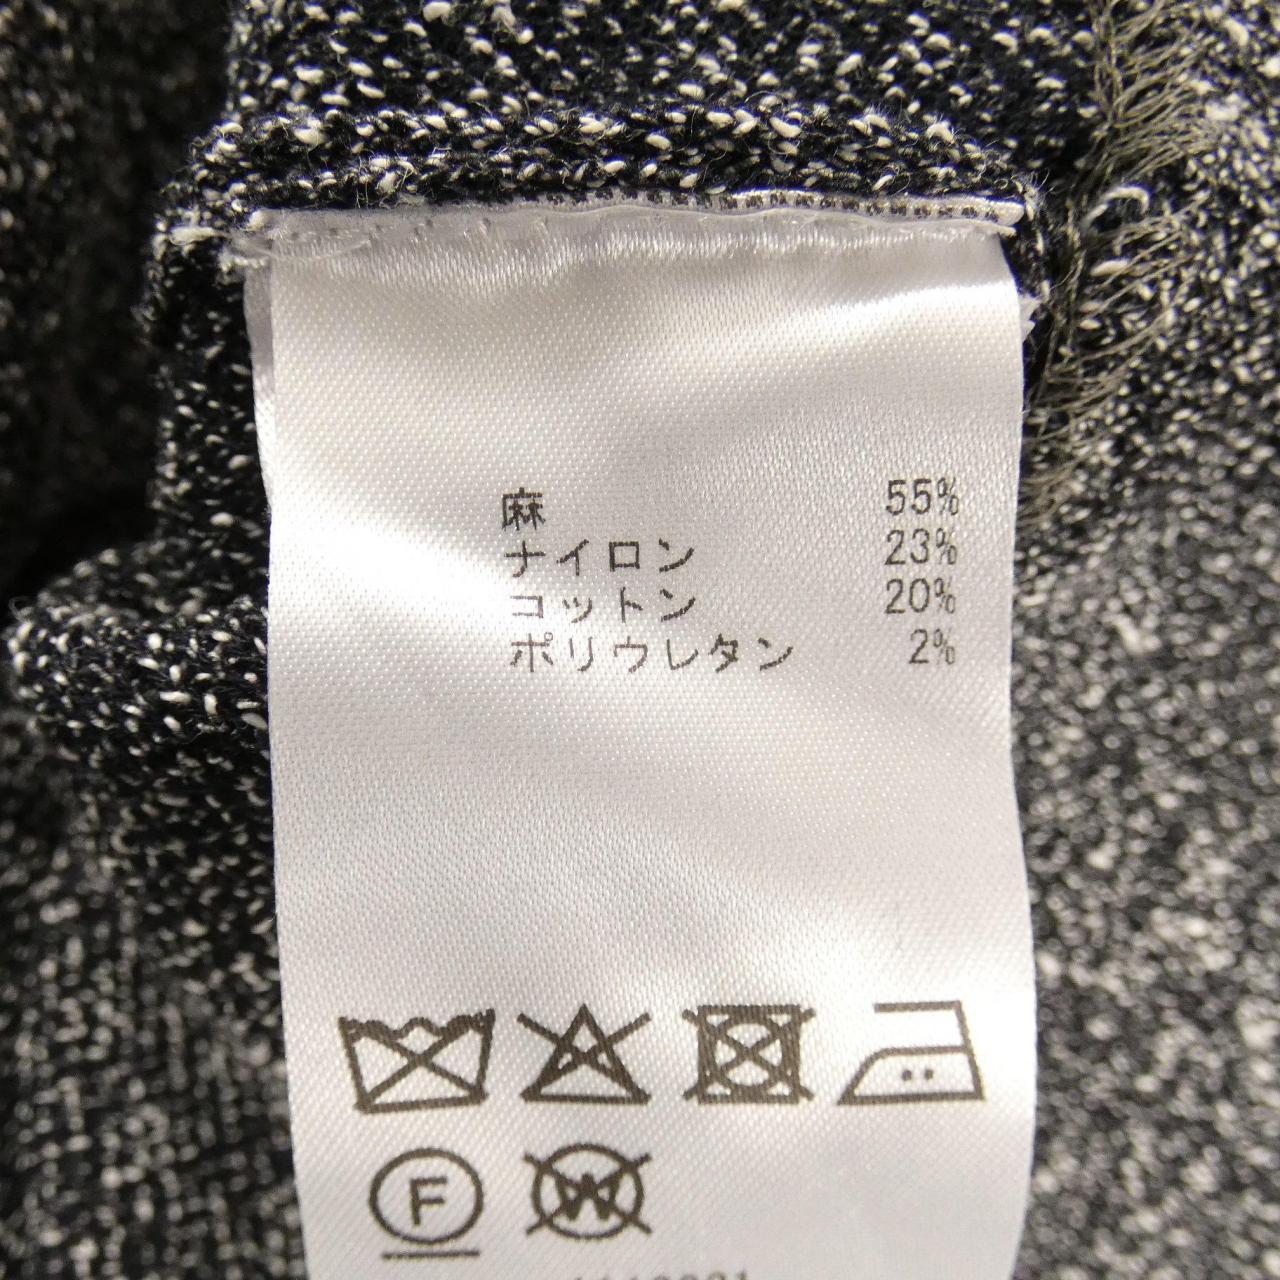 麻 55%
ナイロン 23%
コットン 20%
ポリウレタン 2%
F
W